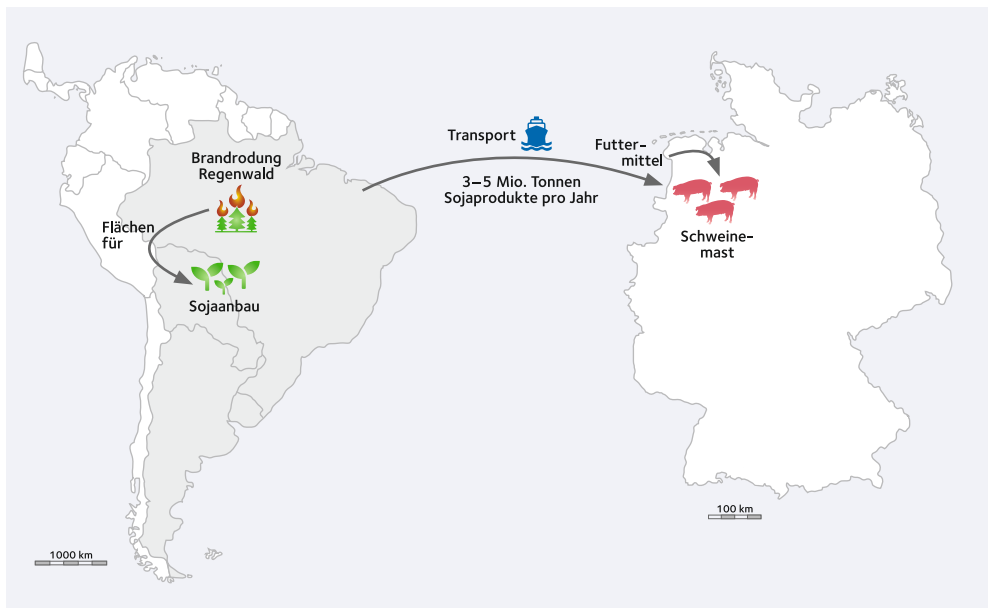 Brandrodung
Regenwald
Flächen
für
Sojaanbau
Transport
3–5 Mio. Tonnen
Sojaprodukte pro Jahr
Futter–
mittel
Schweine–
mast
1000 km
100 km